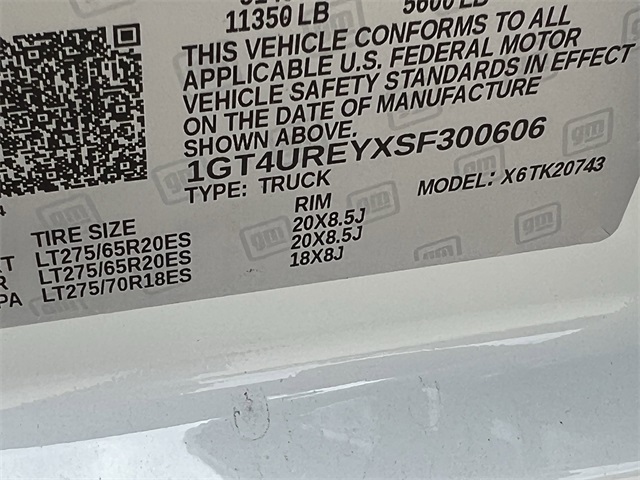 11350 LB 5600 LB
THIS VEHICLE CONFORMS TO ALL
APPLICABLE U.S. FEDERAL MOTOR
VEHICLE SAFETY STANDARDS IN EFFECT
ON THE DATE OF MANUFACTURE
SHOWN ABOVE.
1GT4UREYXSF300606
TYPE: TRUCK MODEL: X6TK20743
TIRE SIZE RIM
LT275/65R20ES 20X8.5J
LT275/65R20ES 20X8.5J
LT275/70R18ES 18X8J
gm